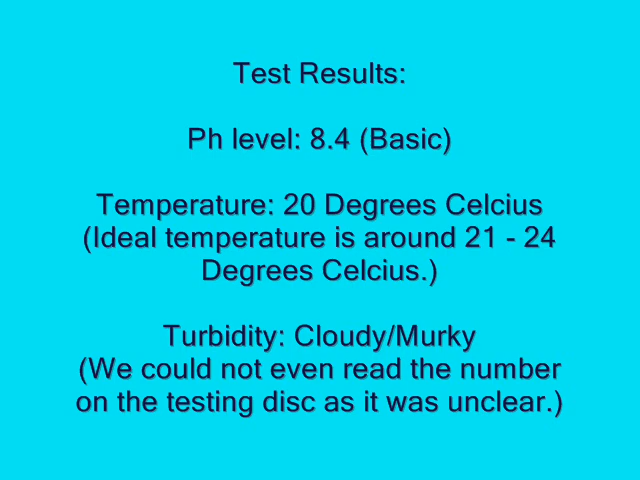 Test Results:
Ph level: 8.4 (Basic)
Temperature: 20 Degrees Celcius
(Ideal temperature is around 21 - 24
Degrees Celcius.)
Turbidity: Cloudy/Murky
(We could not even read the number
on the testing disc as it was unclear.)